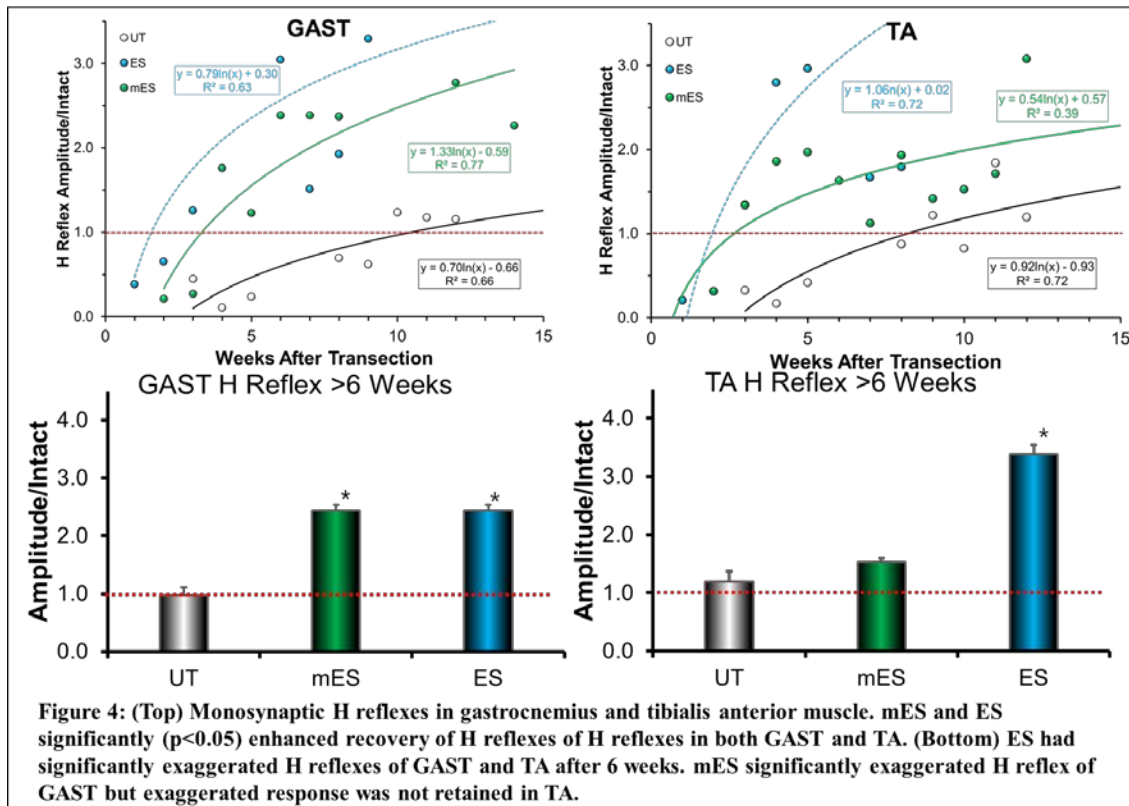 GAST
UT
ES
mES
y = 0.79ln(x) + 0.30
R² = 0.63
y = 1.33ln(x) - 0.59
R² = 0.77
y = 0.70ln(x) - 0.66
R² = 0.66
H Reflex Amplitude/Intact
3.0
2.0
1.0
0.0
0 5 10 15
Weeks After Transection
TA
UT
ES
mES
y = 1.06n(x) + 0.02
R² = 0.72
y = 0.54ln(x) + 0.57
R² = 0.39
y = 0.92ln(x) - 0.93
R² = 0.72
H Reflex Amplitude/Intact
3.0
2.0
1.0
0.0
0 5 10 15
Weeks After Transection
GAST H Reflex >6 Weeks
Amplitude/Intact
4.0
3.0
2.0
1.0
0.0
* *
UT mES ES
TA H Reflex >6 Weeks
Amplitude/Intact
4.0
3.0
2.0
1.0
0.0
*
UT mES ES
Figure 4: (Top) Monosynaptic H reflexes in gastrocnemius and tibialis anterior muscle. mES and ES
significantly (p<0.05) enhanced recovery of H reflexes of H reflexes in both GAST and TA. (Bottom) ES had
significantly exaggerated H reflexes of GAST and TA after 6 weeks. mES significantly exaggerated H reflex of
GAST but exaggerated response was not retained in TA.